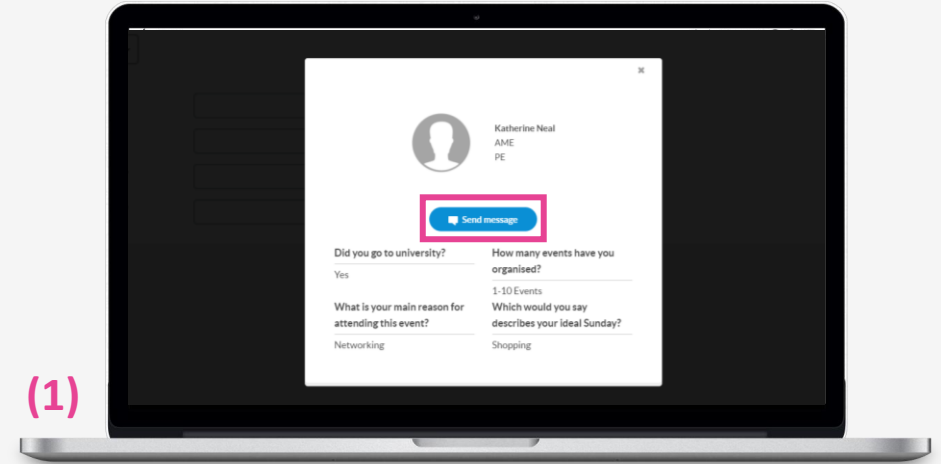 Katherine Neal
AME
PE
Send message
Did you go to university?
Yes
How many events have you
organised?
1-10 Events
What is your main reason for
attending this event?
Networking
Which would you say
describes your ideal Sunday?
Shopping
(1)